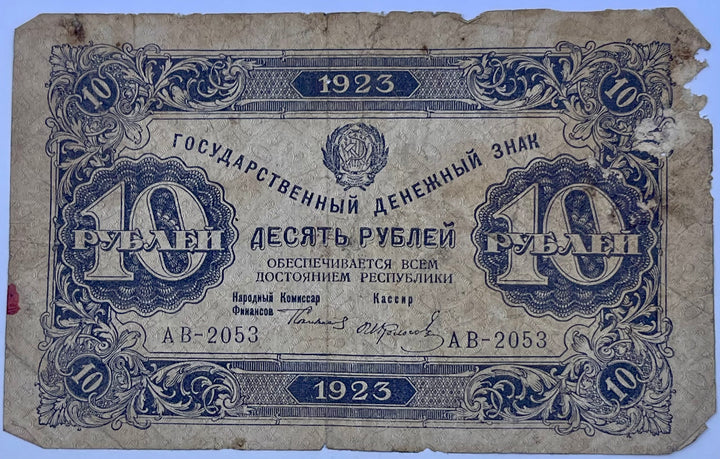 10 1923 10
ГОСУДАРСТВЕННЫЙ ДЕНЕЖНЫЙ ЗНАК
10 РУБЛЕЙ
ДЕСЯТЬ РУБЛЕЙ
10 РУБЛЕЙ
ОБЕСПЕЧИВАЕТСЯ ВСЕМ
ДОСТОЯНИЕМ РЕСПУБЛИКИ
Народный Комиссар
Финансов
Кассир
АВ-2053
АВ-2053
10 1923 10